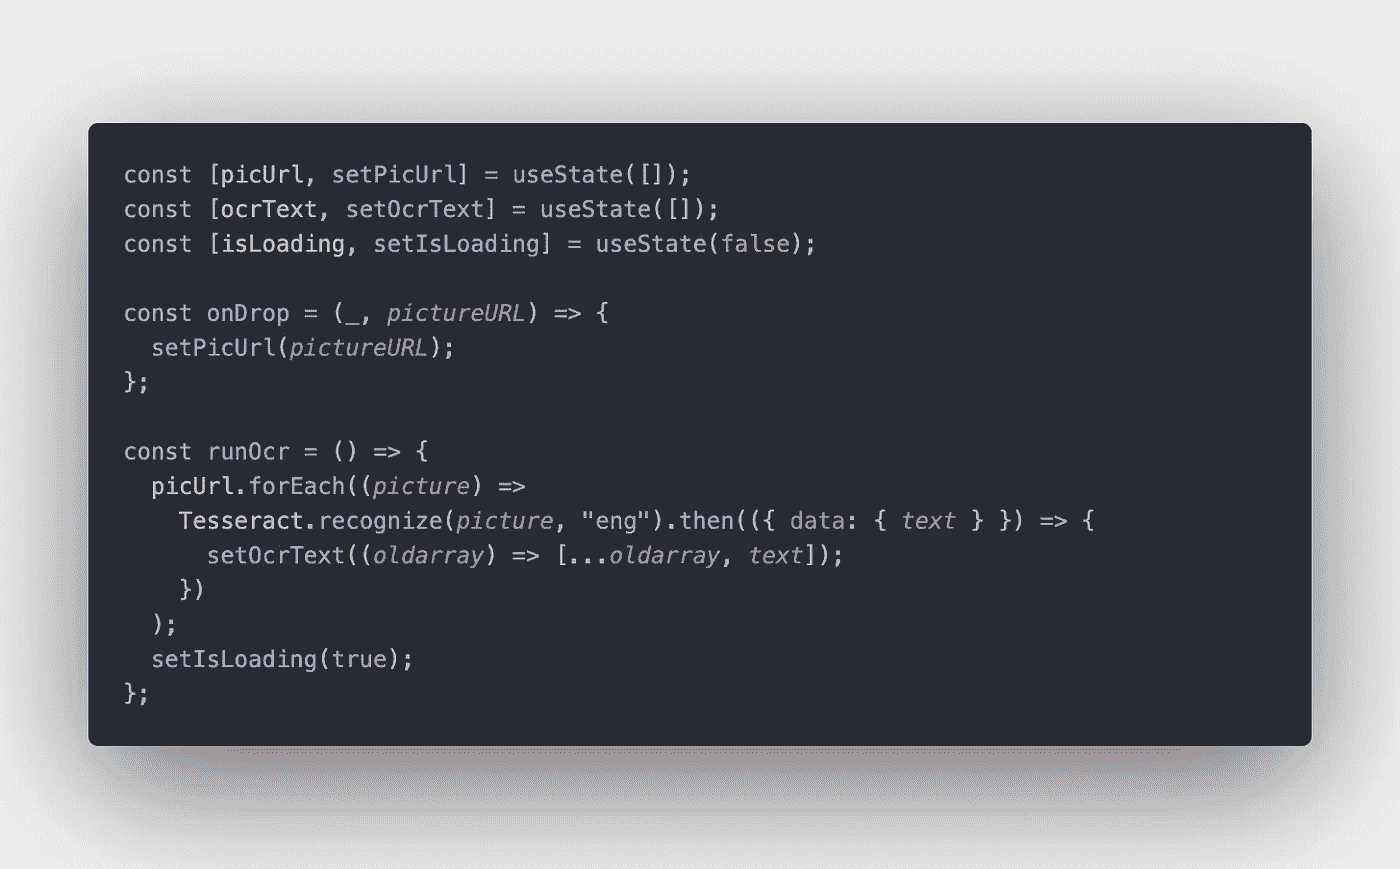 const [picUrl, setPicUrl] = useState([]);
const [ocrText, setOcrText] = useState([]);
const [isLoading, setIsLoading] = useState(false);

const onDrop = (_, pictureURL) => {
  setPicUrl(pictureURL);
};

const runOcr = () => {
  picUrl.forEach((picture) =>
    Tesseract.recognize(picture, "eng").then(({ data: { text } }) => {
      setOcrText((oldarray) => [...oldarray, text]);
    })
  );
  setIsLoading(true);
};